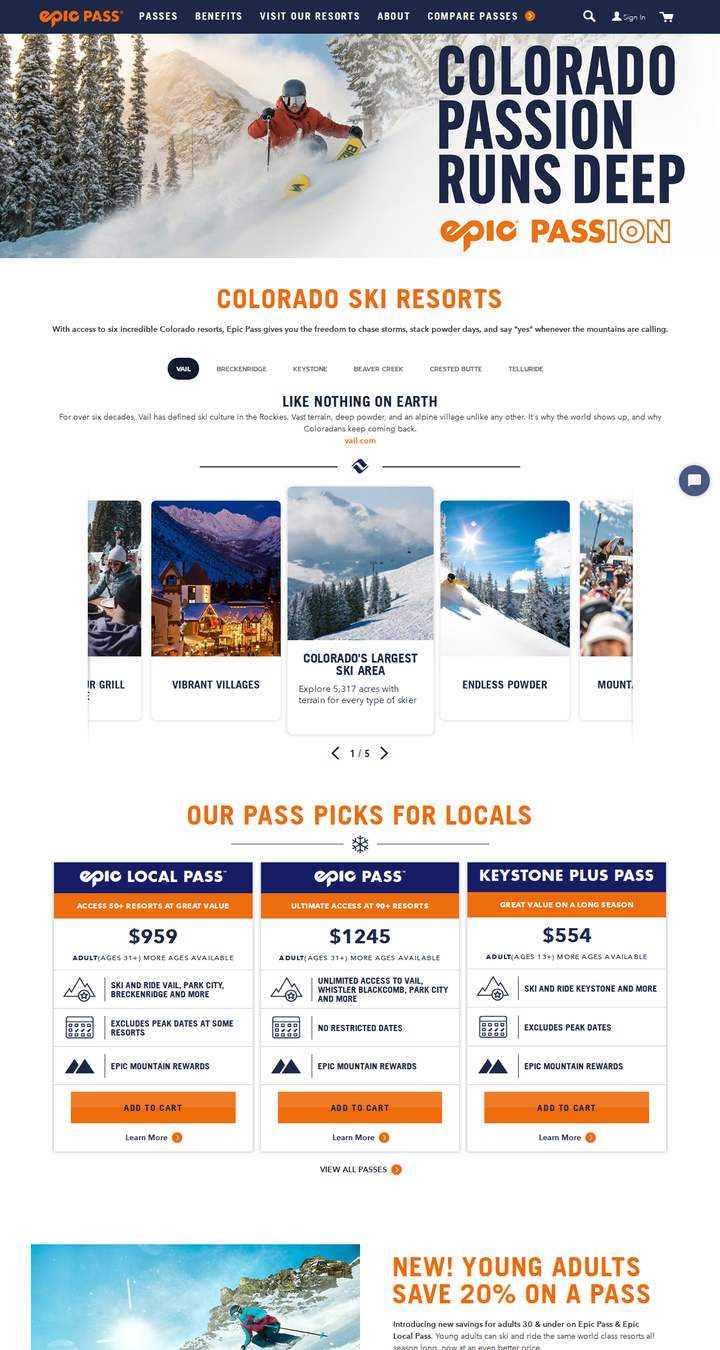 epic PASS™ PASSES BENEFITS VISIT OUR RESORTS ABOUT COMPARE PASSES Sign In
COLORADO
PASSION
RUNS DEEP
epic® PASSION
COLORADO SKI RESORTS
With access to six incredible Colorado resorts, Epic Pass gives you the freedom to chase storms, stack powder days, and say "yes" whenever the mountains are calling.
VAIL BRECKENRIDGE KEYSTONE BEAVER CREEK CRESTED BUTTE TELLURIDE
LIKE NOTHING ON EARTH
For over six decades, Vail has defined ski culture in the Rockies. Vast terrain, deep powder, and an alpine village unlike any other. It's why the world shows up, and why
Coloradans keep coming back.
vail.com
UR GRILL
E
VIBRANT VILLAGES
COLORADO'S LARGEST
SKI AREA
Explore 5,317 acres with
terrain for every type of skier
ENDLESS POWDER
MOUNTA
1 / 5
OUR PASS PICKS FOR LOCALS
epic LOCAL PASS™
ACCESS 50+ RESORTS AT GREAT VALUE
$959
ADULT(AGES 31+) MORE AGES AVAILABLE
SKI AND RIDE VAIL, PARK CITY,
BRECKENRIDGE AND MORE
EXCLUDES PEAK DATES AT SOME
RESORTS
EPIC MOUNTAIN REWARDS
ADD TO CART
Learn More
epic PASS™
ULTIMATE ACCESS AT 90+ RESORTS
$1245
ADULT(AGES 31+) MORE AGES AVAILABLE
UNLIMITED ACCESS TO VAIL,
WHISTLER BLACKCOMB, PARK CITY
AND MORE
NO RESTRICTED DATES
EPIC MOUNTAIN REWARDS
ADD TO CART
Learn More
KEYSTONE PLUS PASS
GREAT VALUE ON A LONG SEASON
$554
ADULT(AGES 13+) MORE AGES AVAILABLE
SKI AND RIDE KEYSTONE AND MORE
EXCLUDES PEAK DATES
EPIC MOUNTAIN REWARDS
ADD TO CART
Learn More
VIEW ALL PASSES
NEW! YOUNG ADULTS
SAVE 20% ON A PASS
Introducing new savings for adults 30 & under on Epic Pass & Epic
Local Pass. Young adults can ski and ride the same world class resorts all
season long, now at an even better price.